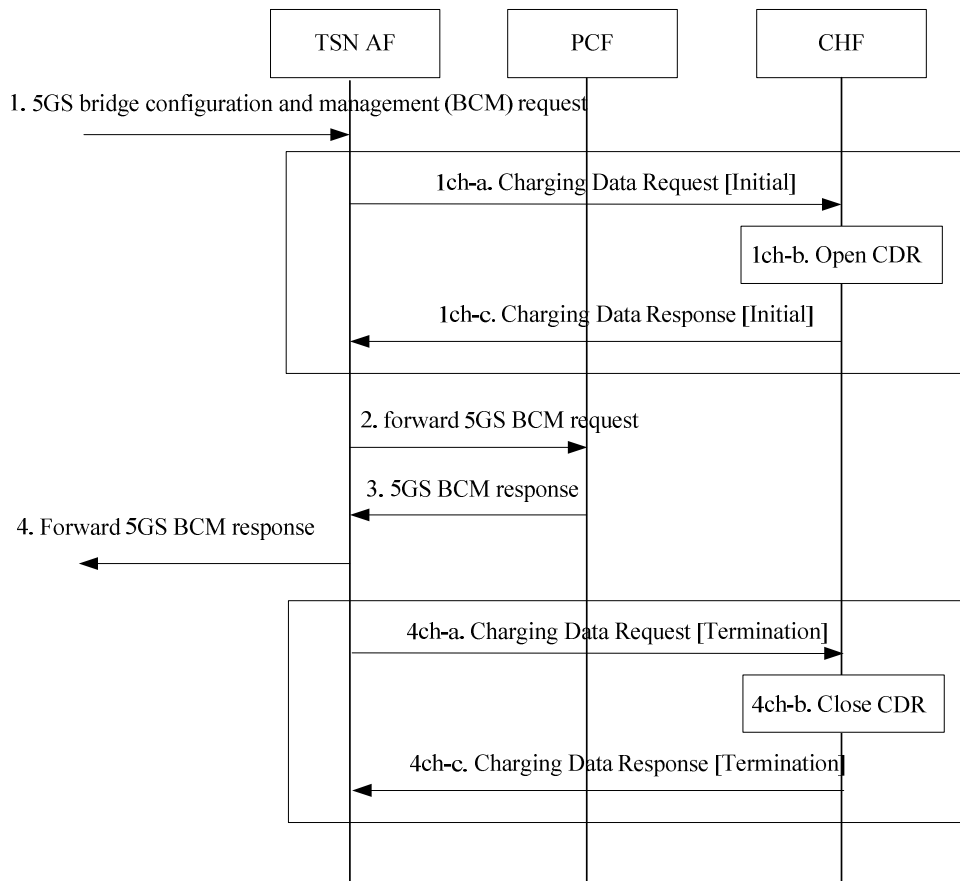 TSN AF
PCF
CHF
1. 5GS bridge configuration and management (BCM) request
1ch-a. Charging Data Request [Initial]
1ch-b. Open CDR
1ch-c. Charging Data Response [Initial]
2. forward 5GS BCM request
3. 5GS BCM response
4. Forward 5GS BCM response
4ch-a. Charging Data Request [Termination]
4ch-b. Close CDR
4ch-c. Charging Data Response [Termination]